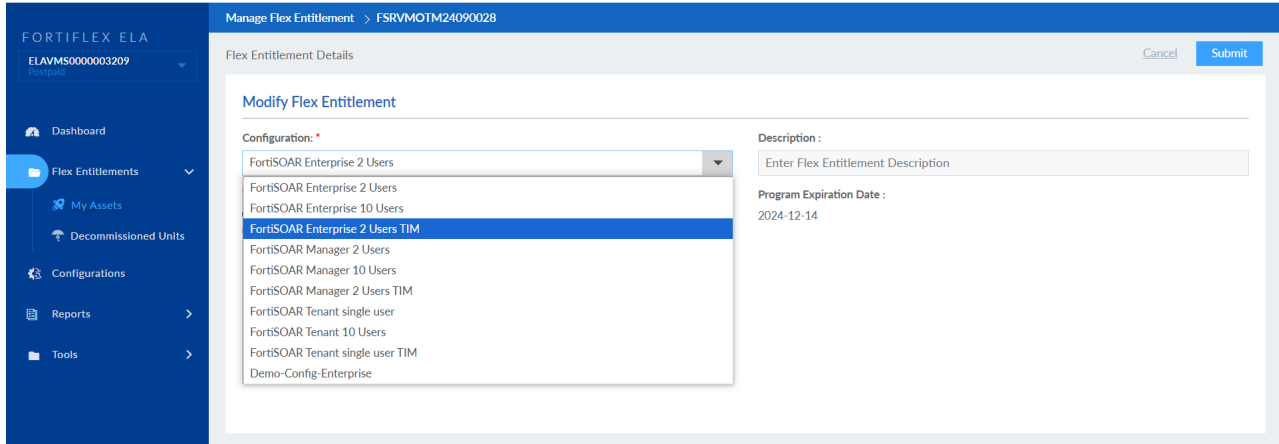 FORTIFLEX ELA
ELAVMS0000003209
Postpaid
Dashboard
Flex Entitlements
My Assets
Decommissioned Units
Configurations
Reports
Tools
Manage Flex Entitlement > FSRVMOTM24090028
Flex Entitlement Details
Cancel
Submit
Modify Flex Entitlement
Configuration: *
FortiSOAR Enterprise 2 Users
FortiSOAR Enterprise 2 Users
FortiSOAR Enterprise 10 Users
FortiSOAR Enterprise 2 Users TIM
FortiSOAR Manager 2 Users
FortiSOAR Manager 10 Users
FortiSOAR Manager 2 Users TIM
FortiSOAR Tenant single user
FortiSOAR Tenant 10 Users
FortiSOAR Tenant single user TIM
Demo-Config-Enterprise
Description :
Enter Flex Entitlement Description
Program Expiration Date :
2024-12-14